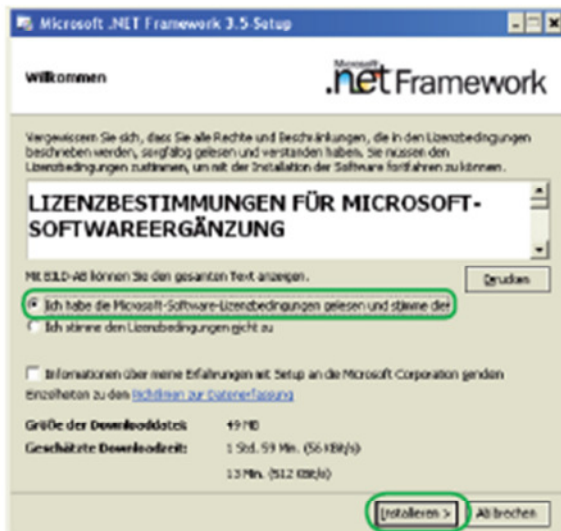 Microsoft .NET Framework 3.5-Setup
Willkommen
Microsoft
.net Framework
Vergewissern Sie sich, dass Sie alle Rechte und Beschränkungen, die in den Lizenzbedingungen
beschrieben werden, sorgfältig gelesen und verstanden haben. Sie müssen den
Lizenzbedingungen zustimmen, um mit der Installation der Software fortfahren zu können.
LIZENZBESTIMMUNGEN FÜR MICROSOFT-
SOFTWAREERGÄNZUNG
Mit BILD-AB können Sie den gesamten Text anzeigen.
Drucken
Ich habe die Microsoft-Software-Lizenzbedingungen gelesen und stimme der
Ich stimme den Lizenzbedingungen nicht zu
Informationen über meine Erfahrungen mit Setup an die Microsoft Corporation senden
Einzelheiten zu den Richtlinien zur Datenerfassung
Größe der Downloaddatei: 49 MB
Geschätzte Downloadzeit: 1 Std. 59 Min. (56 KBit/s)
13 Min. (512 KBit/s)
Installieren >
Abbrechen